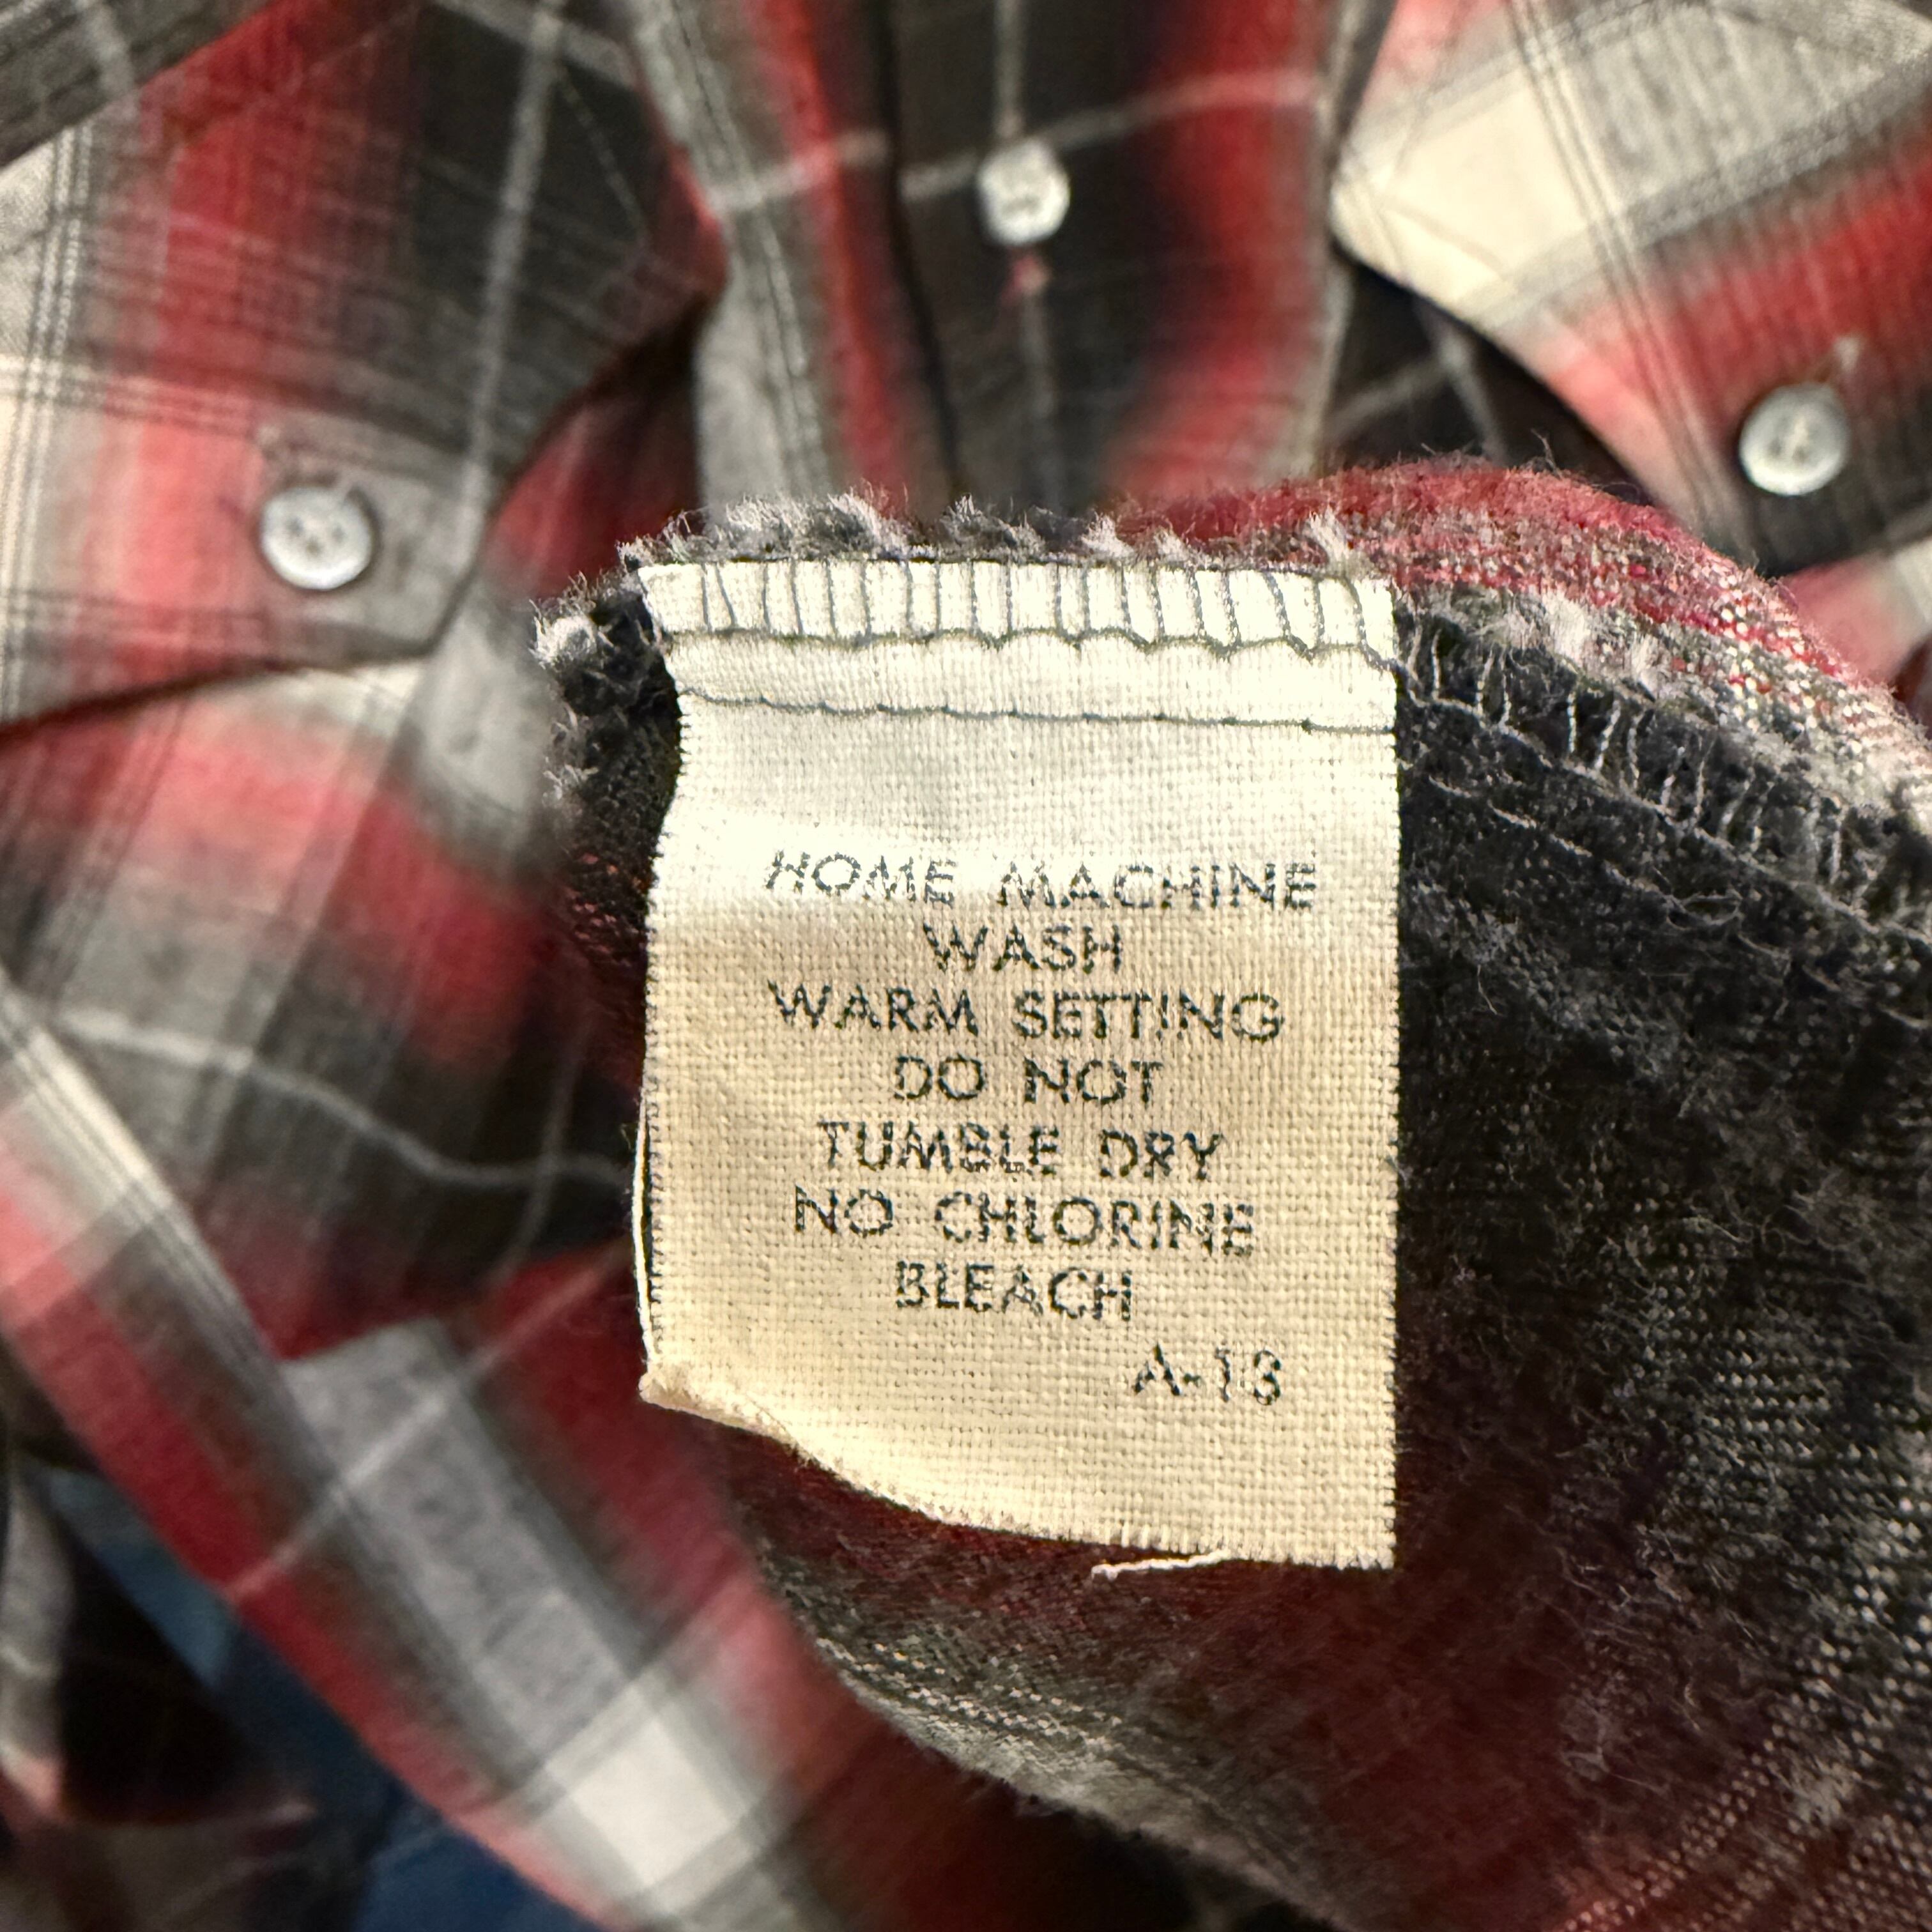 HOME MACHINE
WASH
WARM SETTING
DO NOT
TUMBLE DRY
NO CHLORINE
BLEACH
A-13